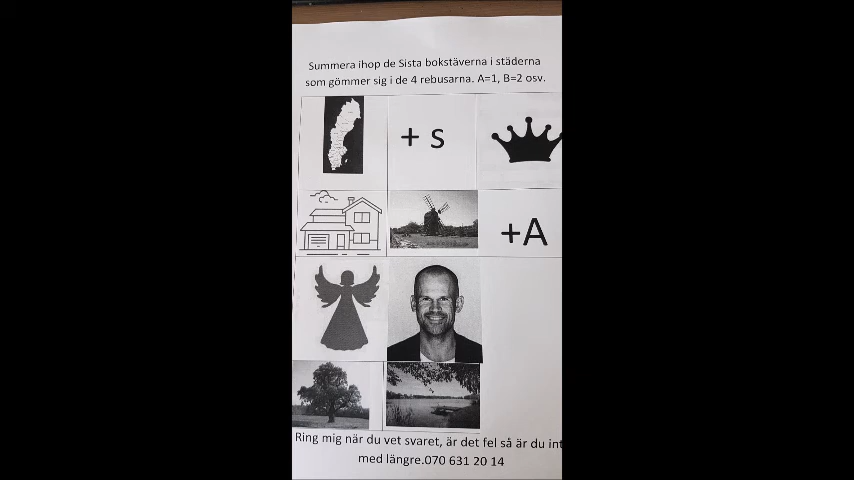 Summera ihop de Sista bokstäverna i städerna
som gömmer sig i de 4 rebusarna. A=1, B=2 osv.
+ s
+A
Ring mig när du vet svaret, är det fel så är du int
med längre.070 631 20 14